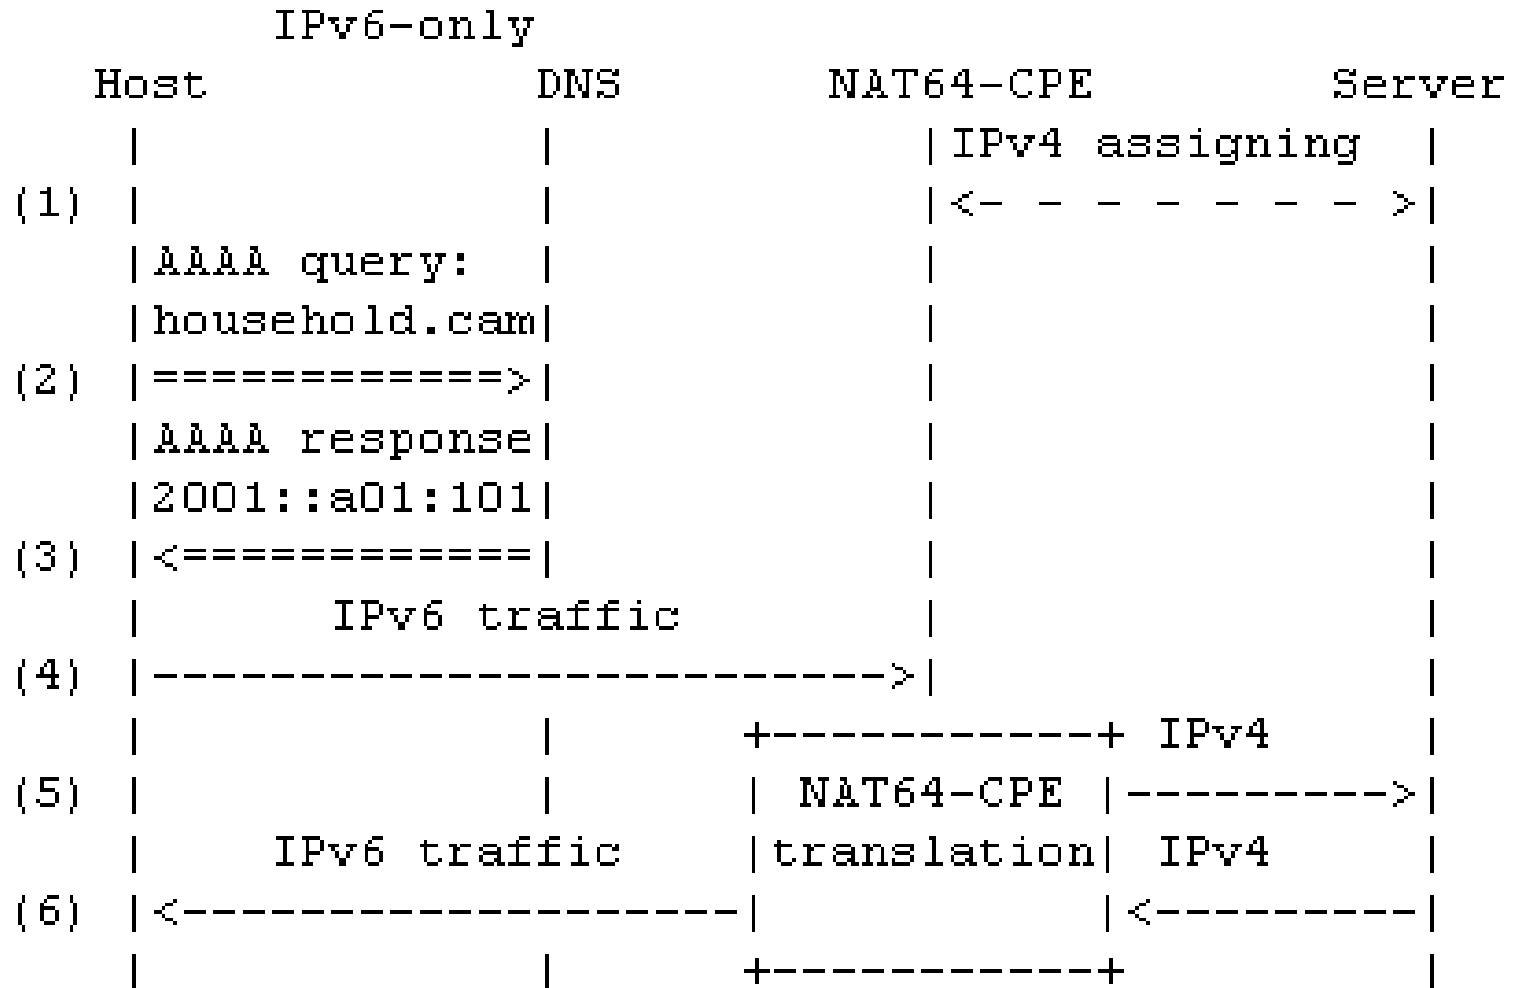 IPv6-only
Host DNS NAT64-CPE Server
| | |IPv4 assigning |
(1) | | |<- - - - - - - >|
|AAAA query: | | |
|household.cam| | |
(2) |============>| | |
|AAAA response| | |
|2001::a01:101| | |
(3) |<============| | |
| IPv6 traffic | |
(4) |------------------------->| |
| | +-----------+ IPv4 |
(5) | | | NAT64-CPE |--------->|
| IPv6 traffic |translation| IPv4 |
(6) |<-------------------| |<---------|
| | +-----------+ |